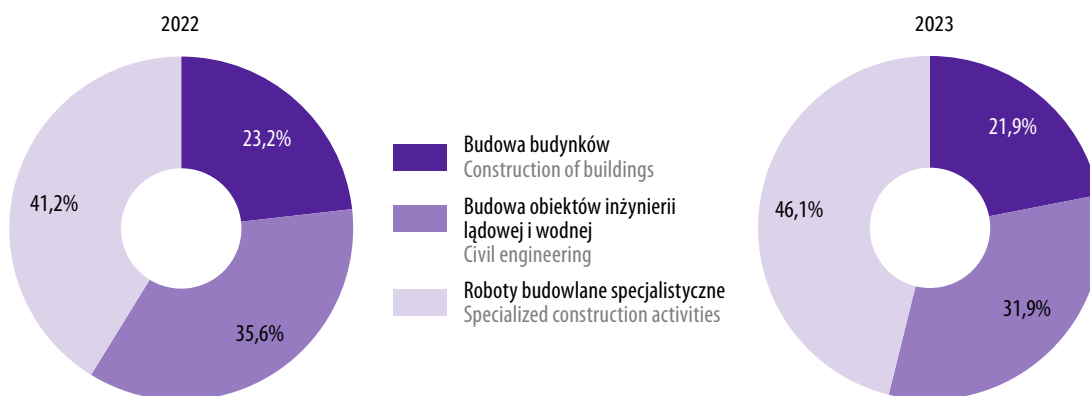 2022
23,2%
41,2%
35,6%
Budowa budynków
Construction of buildings
Budowa obiektów inżynierii
lądowej i wodnej
Civil engineering
Roboty budowlane specjalistyczne
Specialized construction activities
2023
21,9%
46,1%
31,9%